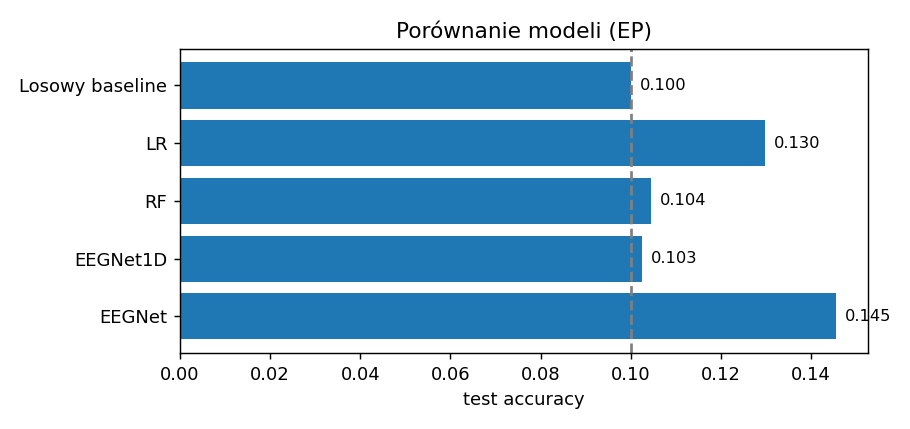 Porównanie modeli (EP)
Losowy baseline
0.100
LR
0.130
RF
0.104
EEGNet1D
0.103
EEGNet
0.145
0.00 0.02 0.04 0.06 0.08 0.10 0.12 0.14
test accuracy